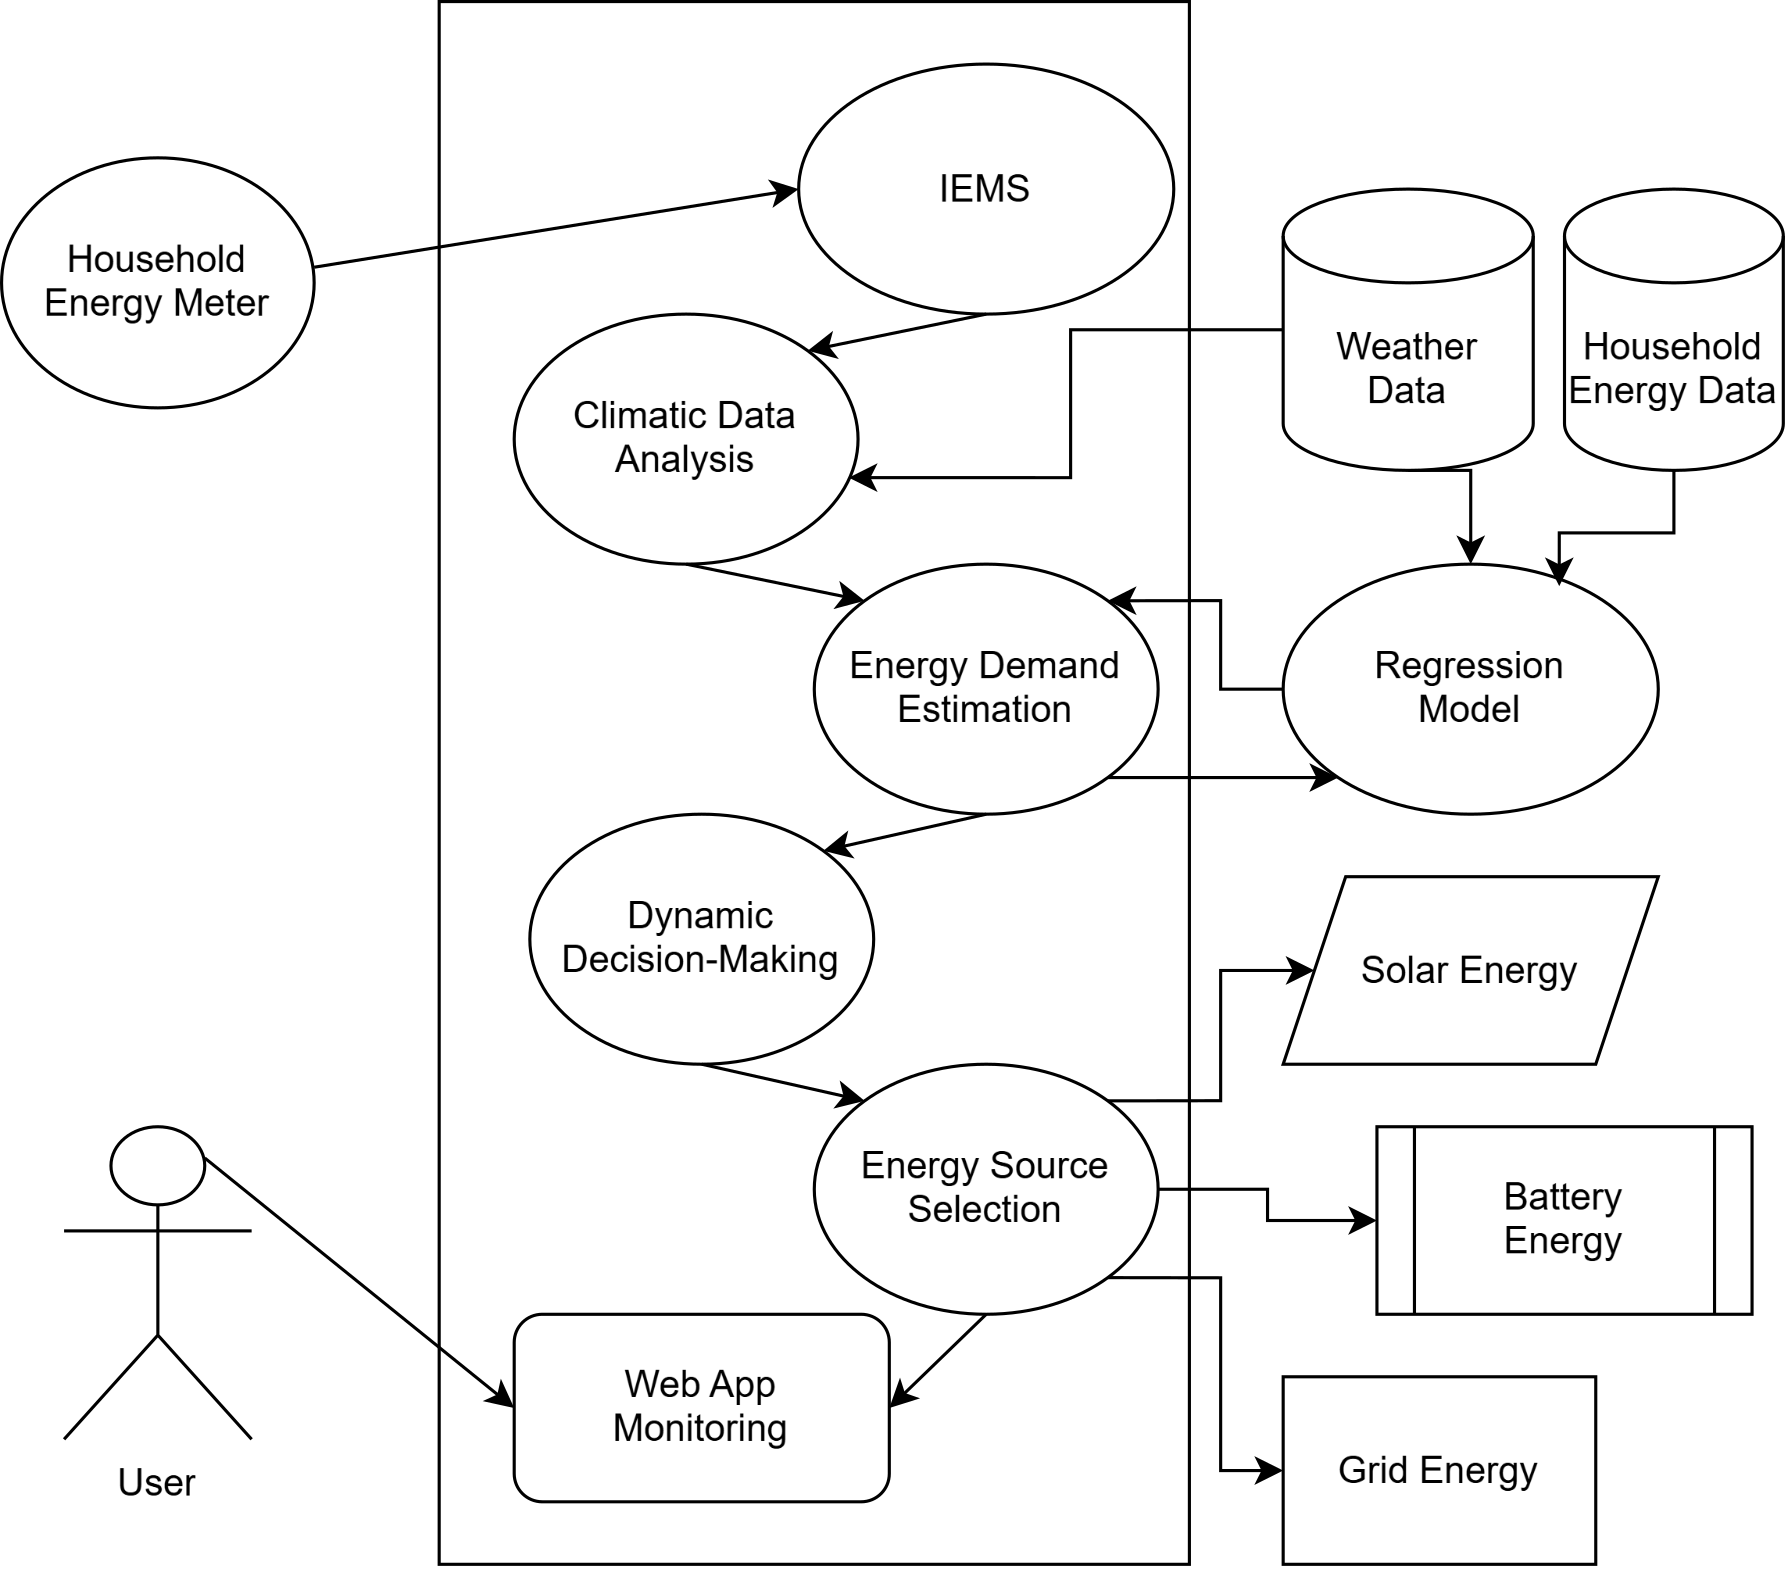 IEMS
Household
Energy Meter
Weather
Data
Household
Energy Data
Climatic Data
Analysis
Energy Demand
Estimation
Regression
Model
Dynamic
Decision-Making
Solar Energy
Energy Source
Selection
Battery
Energy
Web App
Monitoring
Grid Energy
User